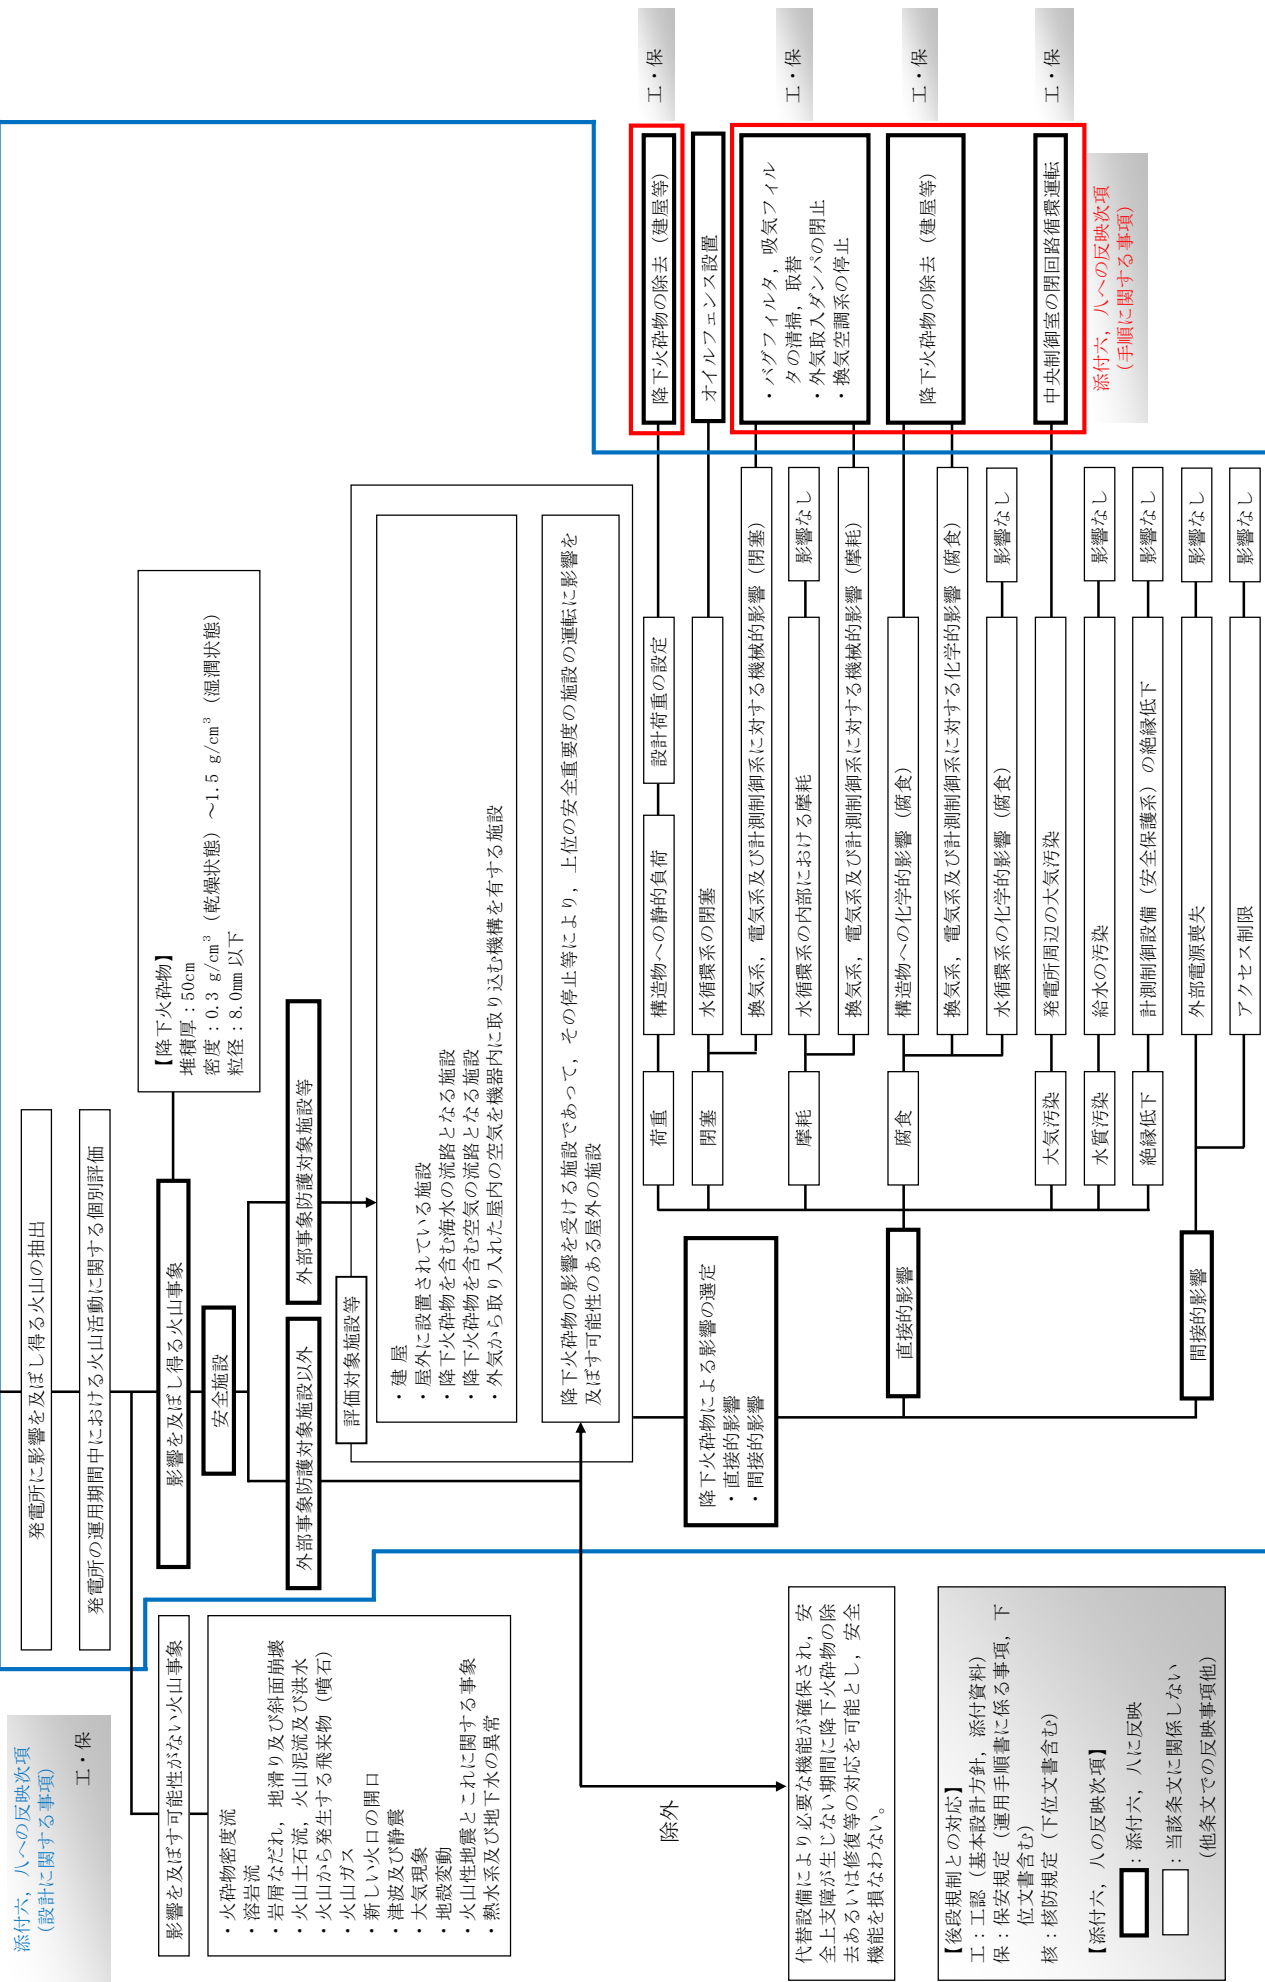 添付六，八への反映次項
（設計に関する事項）
工・保
発電所に影響を及ぼし得る火山の抽出
発電所の運用期間中における火山活動に関する個別評価
影響を及ぼす可能性がない火山事象
・火砕物密度流
・溶岩流
・岩屑なだれ，地滑り及び斜面崩壊
・火山土石流，火山泥流及び洪水
・火山から発生する飛来物（噴石）
・火山ガス
・新しい火口の開口
・津波及び静震
・大気現象
・地殻変動
・火山性地震とこれに関する事象
・熱水系及び地下水の異常
影響を及ぼし得る火山事象
【降下火砕物】
堆積厚：50cm
密度：0.3 g/cm³（乾燥状態）～1.5 g/cm³（湿潤状態）
粒径：8.0mm 以下
安全施設
外部事象防護対象施設以外
外部事象防護対象施設等
評価対象施設等
・建屋
・屋外に設置されている施設
・降下火砕物を含む海水の流路となる施設
・降下火砕物を含む空気の流路となる施設
・外気から取り入れた屋内の空気を機器内に取り込む機構を有する施設
降下火砕物の影響を受ける施設であって，その停止等により，上位の安全重要度の施設の運転に影響を
及ぼす可能性のある屋外の施設
除外
代替設備により必要な機能が確保され，安
全上支障が生じない期間に降下火砕物の除
去あるいは修復等の対応を可能とし，安全
機能を損なわない。
降下火砕物による影響の選定
・直接的影響
・間接的影響
直接的影響
間接的影響
荷重
構造物への静的負荷
設計荷重の設定
降下火砕物の除去（建屋等）
工・保
閉塞
水循環系の閉塞
オイルフェンス設置
換気系，電気系及び計測制御系に対する機械的影響（閉塞）
・バグフィルタ，吸気フィル
タの清掃，取替
・外気取入ダンパの閉止
・換気空調系の停止
工・保
摩耗
水循環系の内部における摩耗
影響なし
換気系，電気系及び計測制御系に対する機械的影響（摩耗）
腐食
構造物への化学的影響（腐食）
降下火砕物の除去（建屋等）
工・保
換気系，電気系及び計測制御系に対する化学的影響（腐食）
水循環系の化学的影響（腐食）
影響なし
大気汚染
発電所周辺の大気汚染
中央制御室の閉回路循環運転
工・保
水質汚染
給水の汚染
影響なし
絶縁低下
計測制御設備（安全保護系）の絶縁低下
影響なし
外部電源喪失
影響なし
アクセス制限
影響なし
添付六，八への反映次項
（手順に関する事項）
【後段規制との対応】
工：工認（基本設計方針，添付資料）
保：保安規定（運用手順書に係る事項，下
位文書含む）
核：核防規定（下位文書含む）
【添付六，八の反映次項】
：添付六，八に反映
：当該条文に関係しない
（他条文での反映事項他）